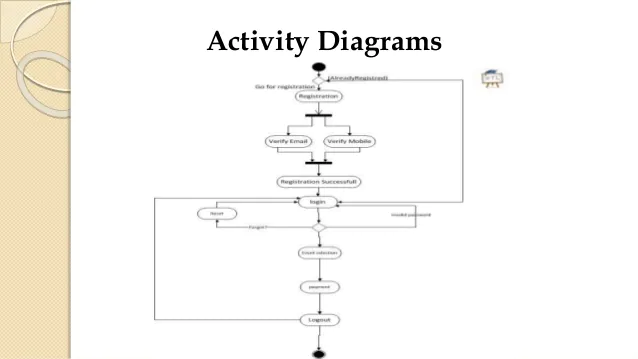 Activity Diagrams
[AlreadyRegistred]
Go for registration
Registration
Verify Email
Verify Mobile
Registration Successfull
login
Reset
invalid password
Forgot ?
payment
Logout